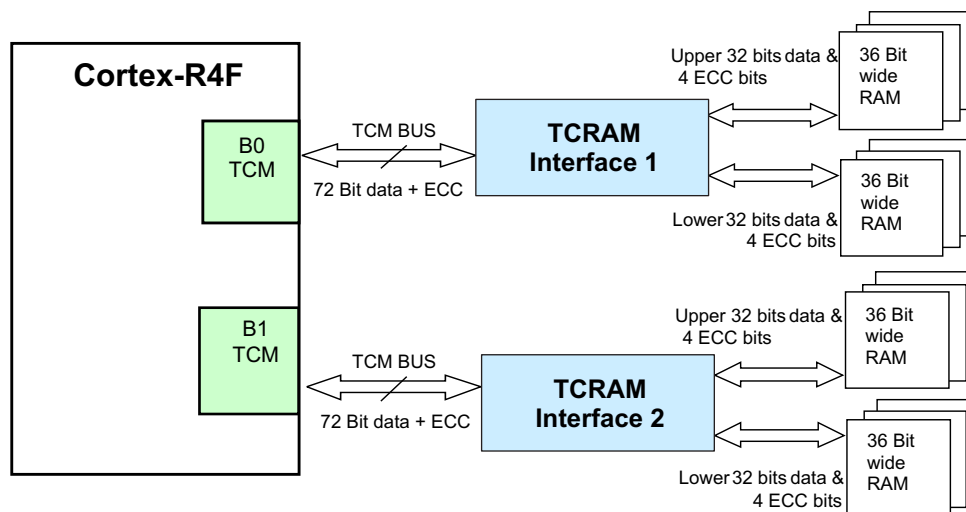 Cortex-R4F
B0
TCM
TCM BUS
72 Bit data + ECC
TCRAM
Interface 1
Upper 32 bits data &
4 ECC bits
36 Bit
wide
RAM
Lower 32 bits data &
4 ECC bits
36 Bit
wide
RAM
B1
TCM
TCM BUS
72 Bit data + ECC
TCRAM
Interface 2
Upper 32 bits data &
4 ECC bits
36 Bit
wide
RAM
Lower 32 bits data &
4 ECC bits
36 Bit
wide
RAM